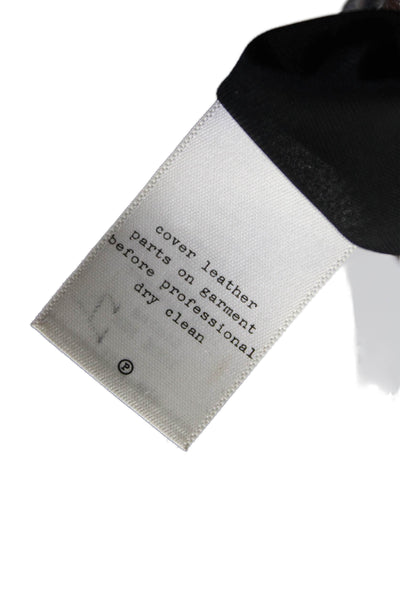 cover leather
parts on garment
before professional
dry clean
P